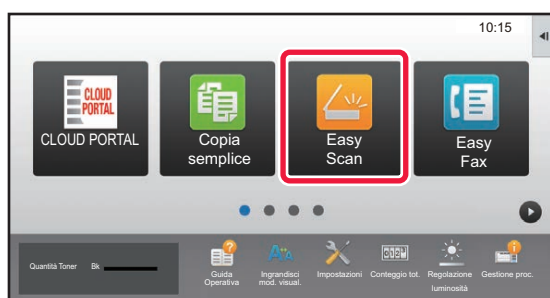 10:15
CLOUD
PORTAL
CLOUD PORTAL
Copia
semplice
Easy
Scan
Easy
Fax
Quantità Toner Bk
Guida
Operativa
Ingrandisci
mod. visual.
Impostazioni
Conteggio tot.
Regolazione
luminosità
Gestione proc.